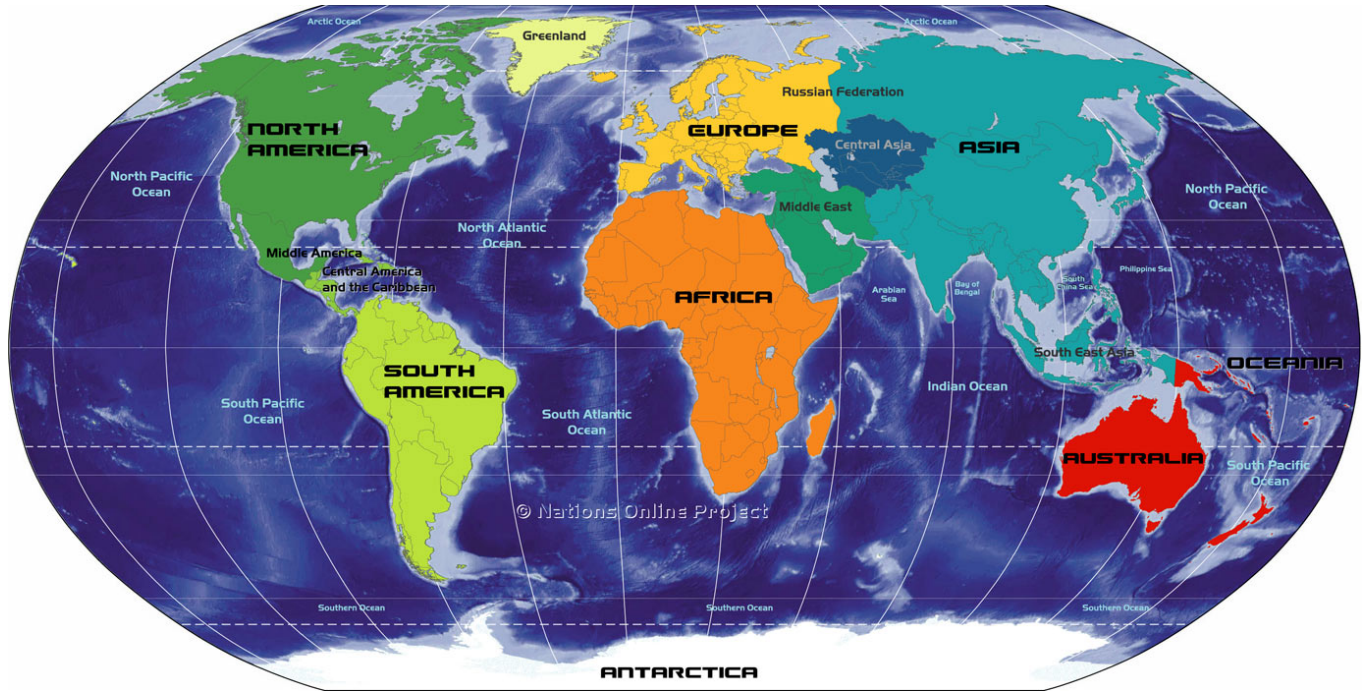 Arctic Ocean
Arctic Ocean
Greenland
Russian Federation
NORTH
AMERICA
EUROPE
Central Asia
ASIA
North Pacific
Ocean
North Pacific
Ocean
Middle East
North Atlantic
Ocean
Middle America
Central America
and the Caribbean
AFRICA
Arabian
Sea
Bay of
Bengal
South
China Sea
Philippine Sea
South East Asia
OCEANIA
SOUTH
AMERICA
Indian Ocean
South Pacific
Ocean
South Atlantic
Ocean
AUSTRALIA
South Pacific
Ocean
© Nations Online Project
Southern Ocean
Southern Ocean
Southern Ocean
ANTARCTICA